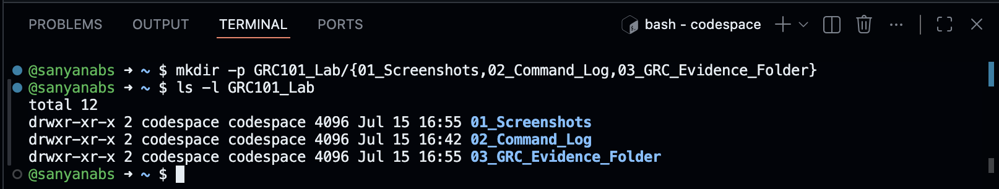 PROBLEMS OUTPUT TERMINAL PORTS bash - codespace
@sanyanabs → ~ $ mkdir -p GRC101_Lab/{01_Screenshots,02_Command_Log,03_GRC_Evidence_Folder}
@sanyanabs → ~ $ ls -l GRC101_Lab
total 12
drwxr-xr-x 2 codespace codespace 4096 Jul 15 16:55 01_Screenshots
drwxr-xr-x 2 codespace codespace 4096 Jul 15 16:42 02_Command_Log
drwxr-xr-x 2 codespace codespace 4096 Jul 15 16:55 03_GRC_Evidence_Folder
@sanyanabs → ~ $